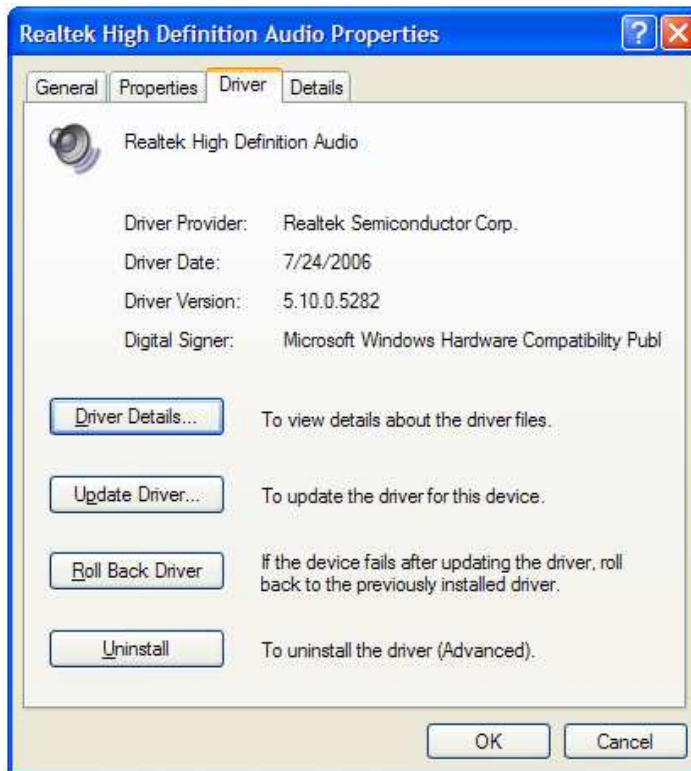 Realtek High Definition Audio Properties
General Properties Driver Details
Realtek High Definition Audio
Driver Provider: Realtek Semiconductor Corp.
Driver Date: 7/24/2006
Driver Version: 5.10.0.5282
Digital Signer: Microsoft Windows Hardware Compatibility Publ
Driver Details... To view details about the driver files.
Update Driver... To update the driver for this device.
Roll Back Driver If the device fails after updating the driver, roll
back to the previously installed driver.
Uninstall To uninstall the driver (Advanced).
OK Cancel